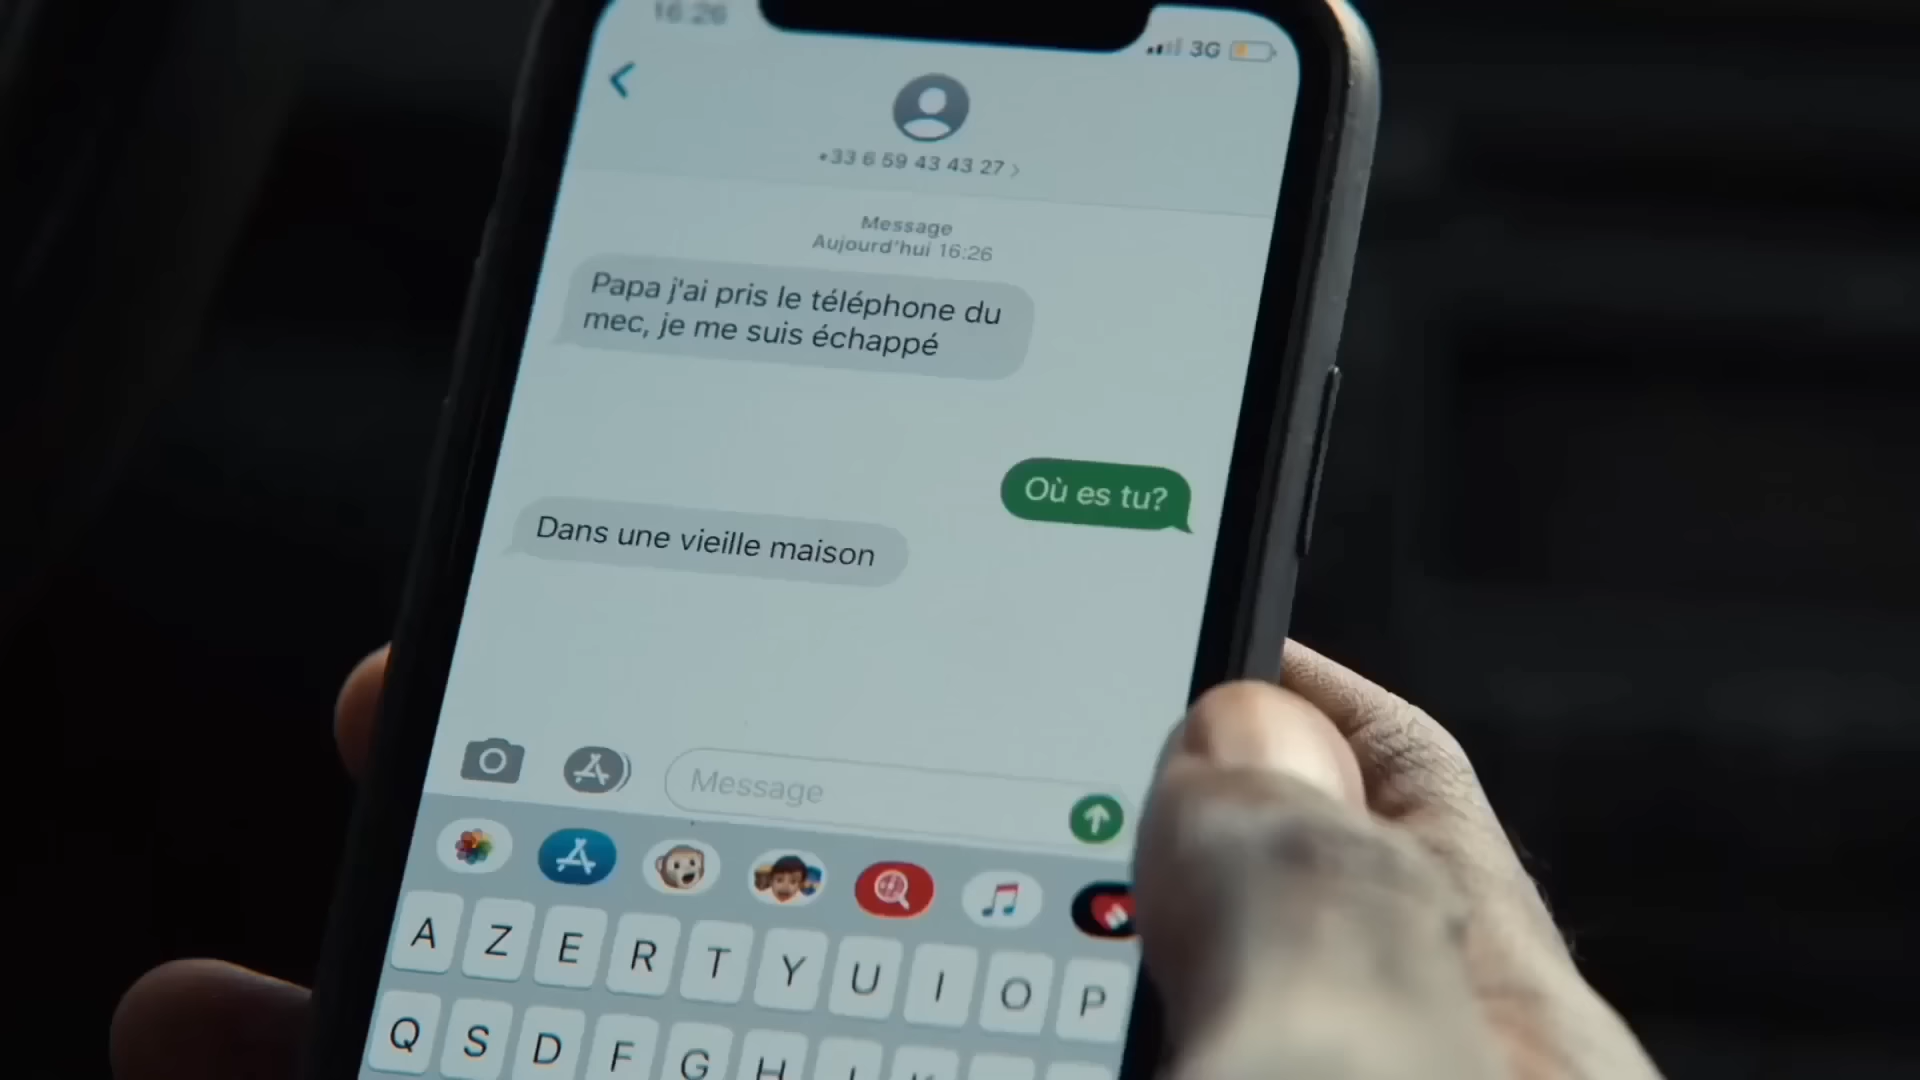 16:26
3G
+33 6 59 43 43 27
Message
Aujourd'hui 16:26
Papa j'ai pris le téléphone du
mec, je me suis échappé
Où es tu?
Dans une vieille maison
Message
A Z E R T Y U I O P
Q S D F G H